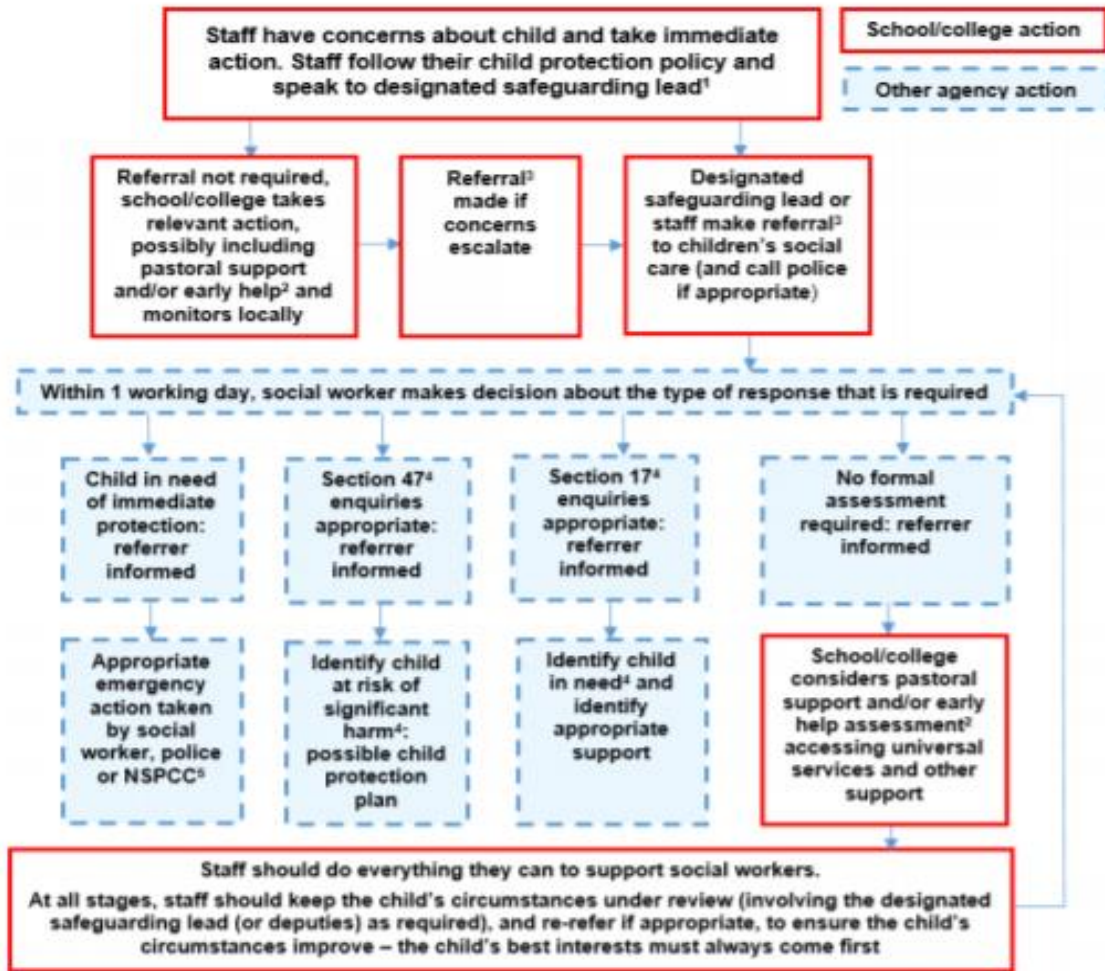 Staff have concerns about child and take immediate
action. Staff follow their child protection policy and
speak to designated safeguarding lead¹
School/college action
Other agency action
Referral not required,
school/college takes
relevant action,
possibly including
pastoral support
and/or early help² and
monitors locally
Referral³
made if
concerns
escalate
Designated
safeguarding lead or
staff make referral³
to children's social
care (and call police
if appropriate)
Within 1 working day, social worker makes decision about the type of response that is required
Child in need
of immediate
protection:
referrer
informed
Section 47⁴
enquiries
appropriate:
referrer
informed
Section 17⁴
enquiries
appropriate:
referrer
informed
No formal
assessment
required: referrer
informed
Appropriate
emergency
action taken
by social
worker, police
or NSPCC⁵
Identify child
at risk of
significant
harm⁴:
possible child
protection
plan
Identify child
in need⁴ and
identify
appropriate
support
School/college
considers pastoral
support and/or early
help assessment²
accessing universal
services and other
support
Staff should do everything they can to support social workers.
At all stages, staff should keep the child's circumstances under review (involving the designated
safeguarding lead (or deputies) as required), and re-refer if appropriate, to ensure the child's
circumstances improve – the child's best interests must always come first